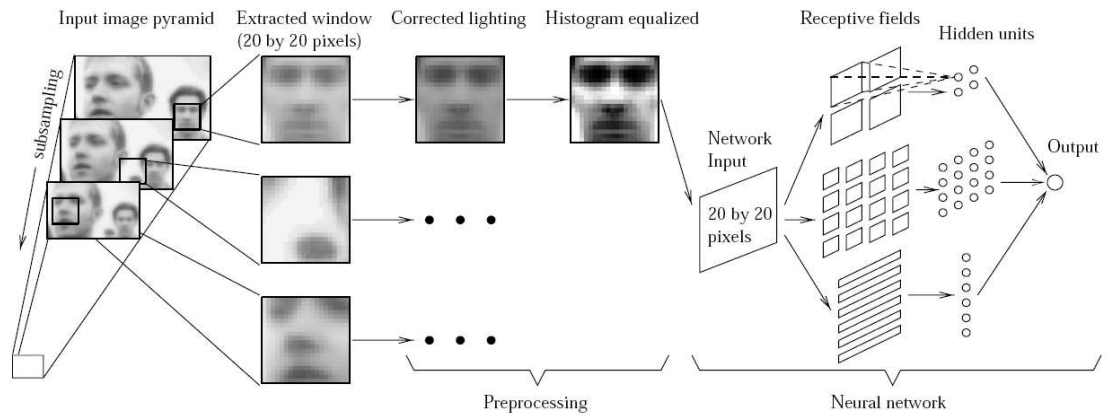 Input image pyramid
Extracted window
(20 by 20 pixels)
Corrected lighting
Histogram equalized
Receptive fields
Hidden units
subsampling
Network
Input
Output
20 by 20
pixels
Preprocessing
Neural network